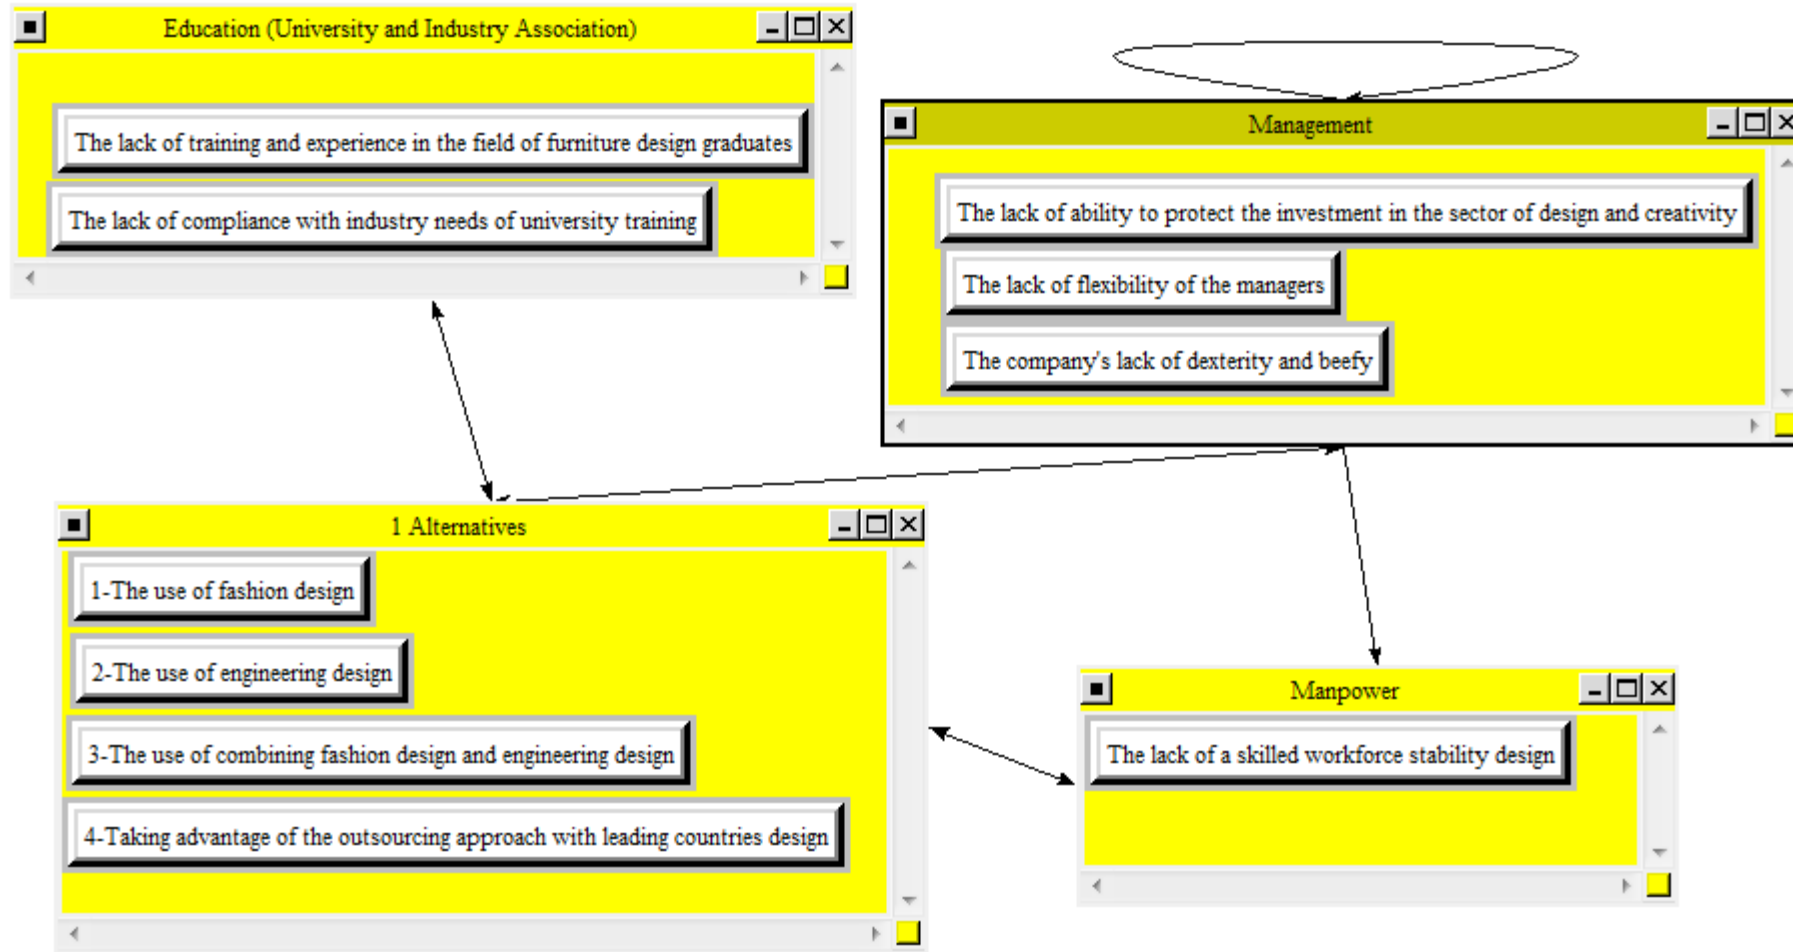 Education (University and Industry Association)
The lack of training and experience in the field of furniture design graduates
The lack of compliance with industry needs of university training
Management
The lack of ability to protect the investment in the sector of design and creativity
The lack of flexibility of the managers
The company's lack of dexterity and beefy
1 Alternatives
1-The use of fashion design
2-The use of engineering design
3-The use of combining fashion design and engineering design
4-Taking advantage of the outsourcing approach with leading countries design
Manpower
The lack of a skilled workforce stability design